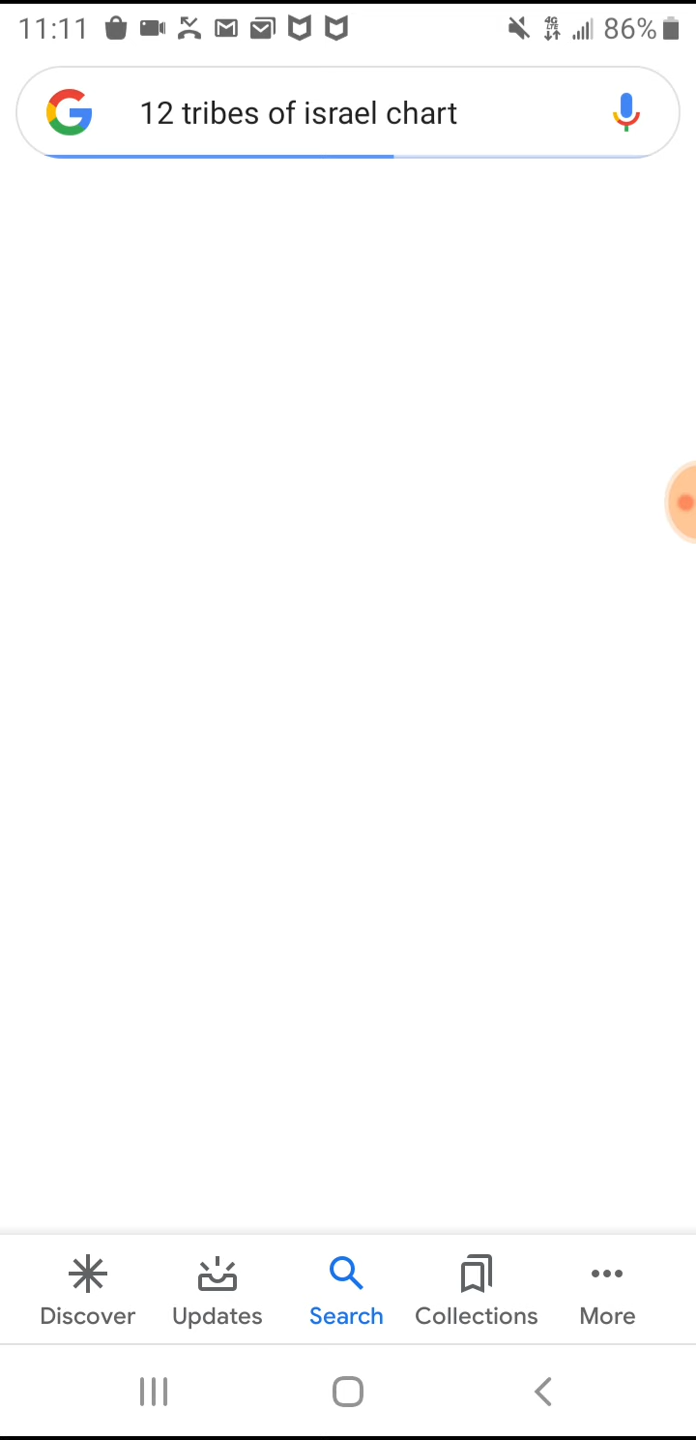 11:11 86%
12 tribes of israel chart
Discover Updates Search Collections More